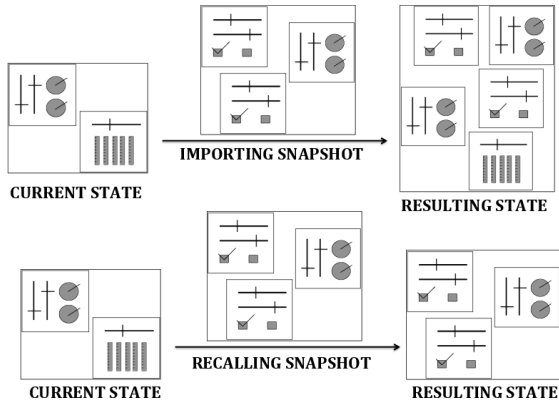 IMPORTING SNAPSHOT
CURRENT STATE
RESULTING STATE
RECALLING SNAPSHOT
CURRENT STATE
RESULTING STATE